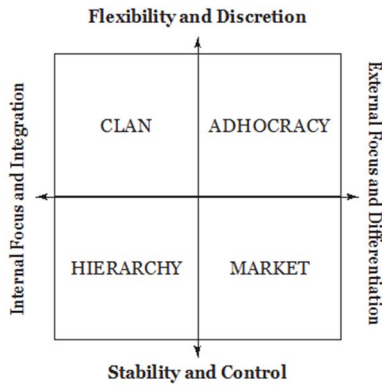 Flexibility and Discretion
Internal Focus and Integration
CLAN
ADHOCRACY
External Focus and Differentiation
HIERARCHY
MARKET
Stability and Control